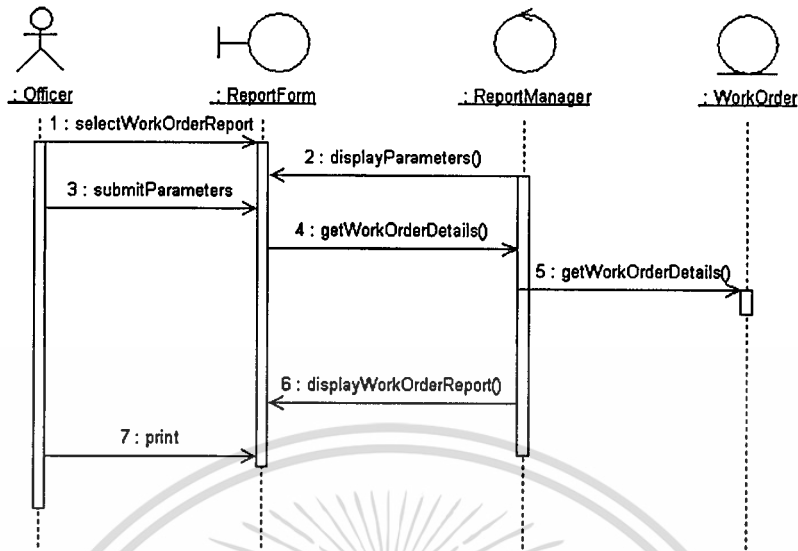 : Officer
: ReportForm
: ReportManager
: WorkOrder
1 : selectWorkOrderReport
2 : displayParameters()
3 : submitParameters
4 : getWorkOrderDetails()
5 : getWorkOrderDetails()
6 : displayWorkOrderReport()
7 : print